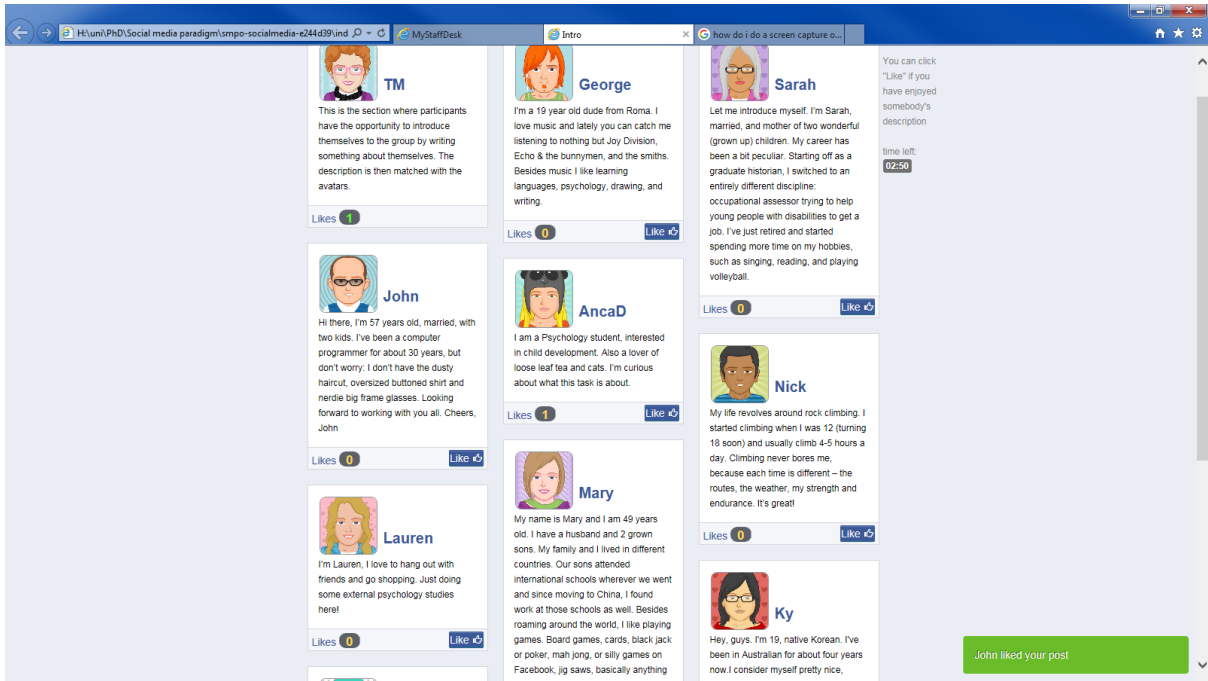 H:\uni\PhD\Social media paradigm\smpo-socialmedia-e244d39\ind
MyStaffDesk
Intro
how do i do a screen capture o...
TM
This is the section where participants
have the opportunity to introduce
themselves to the group by writing
something about themselves. The
description is then matched with the
avatars.
Likes 1
John
Hi there, I'm 57 years old, married, with
two kids. I've been a computer
programmer for about 30 years, but
don't worry: I don't have the dusty
haircut, oversized buttoned shirt and
nerdie big frame glasses. Looking
forward to working with you all. Cheers,
John
Likes 0 Like
Lauren
I'm Lauren, I love to hang out with
friends and go shopping. Just doing
some external psychology studies
here!
Likes 0 Like
George
I'm a 19 year old dude from Roma. I
love music and lately you can catch me
listening to nothing but Joy Division,
Echo & the bunnymen, and the smiths.
Besides music I like learning
languages, psychology, drawing, and
writing.
Likes 0 Like
AncaD
I am a Psychology student, interested
in child development. Also a lover of
loose leaf tea and cats. I'm curious
about what this task is about.
Likes 1 Like
Mary
My name is Mary and I am 49 years
old. I have a husband and 2 grown
sons. My family and I lived in different
countries. Our sons attended
international schools wherever we went
and since moving to China, I found
work at those schools as well. Besides
roaming around the world, I like playing
games. Board games, cards, black jack
or poker, mah jong, or silly games on
Facebook, jig saws, basically anything
Sarah
Let me introduce myself. I'm Sarah,
married, and mother of two wonderful
(grown up) children. My career has
been a bit peculiar. Starting off as a
graduate historian, I switched to an
entirely different discipline:
occupational assessor trying to help
young people with disabilities to get a
job. I've just retired and started
spending more time on my hobbies,
such as singing, reading, and playing
volleyball.
Likes 0 Like
Nick
My life revolves around rock climbing. I
started climbing when I was 12 (turning
18 soon) and usually climb 4-5 hours a
day. Climbing never bores me,
because each time is different – the
routes, the weather, my strength and
endurance. It's great!
Likes 0 Like
Ky
Hey, guys. I'm 19, native Korean. I've
been in Australian for about four years
now.I consider myself pretty nice,
You can click
"Like" if you
have enjoyed
somebody's
description
time left:
02:50
John liked your post